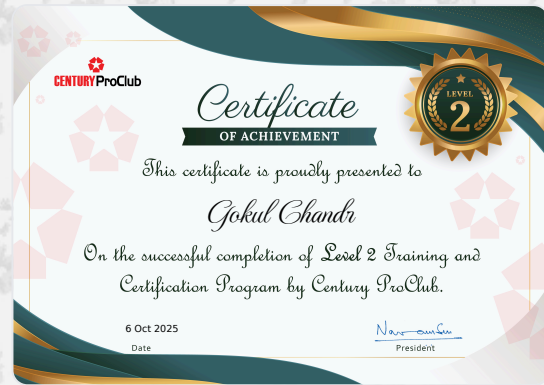 CENTURY ProClub
LEVEL
2
Certificate
OF ACHIEVEMENT
This certificate is proudly presented to
Gokul Chandr
On the successful completion of Level 2 Training and
Certification Program by Century ProClub.
6 Oct 2025
Date
President